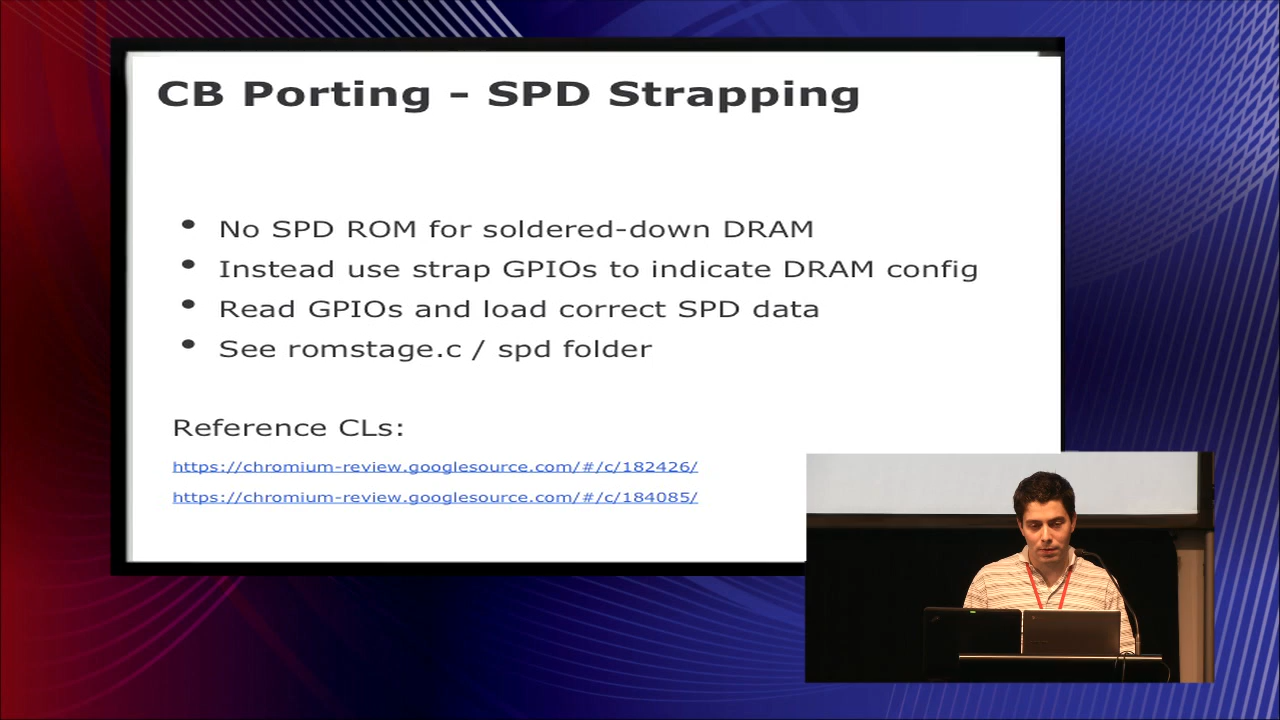 CB Porting - SPD Strapping
• No SPD ROM for soldered-down DRAM
• Instead use strap GPIOs to indicate DRAM config
• Read GPIOs and load correct SPD data
• See romstage.c / spd folder
Reference CLs:
https://chromium-review.googlesource.com/#/c/182426/
https://chromium-review.googlesource.com/#/c/184085/